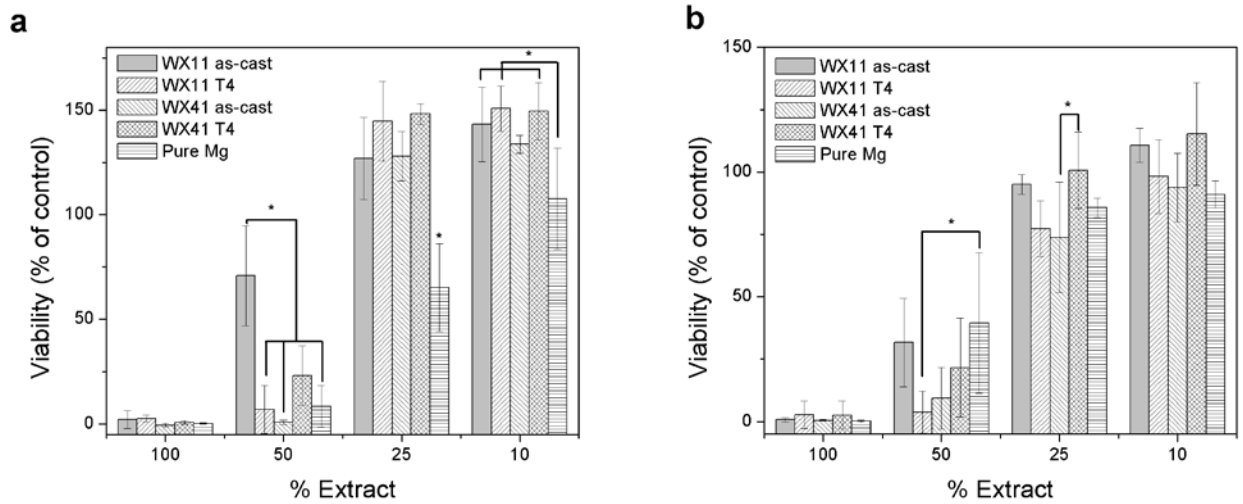 a
WX11 as-cast
WX11 T4
WX41 as-cast
WX41 T4
Pure Mg
*
*
*
150
100
50
0
Viability (% of control)
100 50 25 10
% Extract
b
WX11 as-cast
WX11 T4
WX41 as-cast
WX41 T4
Pure Mg
*
*
150
100
50
0
Viability (% of control)
100 50 25 10
% Extract